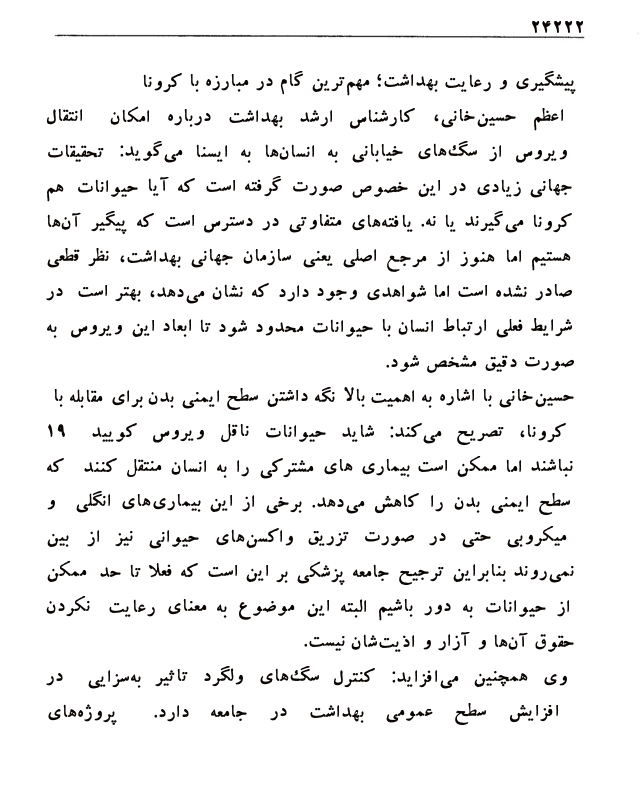 ۲۴۲۲۲
پیشگیری و رعایت بهداشت؛ مهم‌ترین گام در مبارزه با کرونا
اعظم حسین‌خانی، کارشناس ارشد بهداشت درباره امکان انتقال
ویروس از سگ‌های خیابانی به انسان‌ها به ایسنا می‌گوید: تحقیقات
جهانی زیادی در این خصوص صورت گرفته است که آیا حیوانات هم
کرونا می‌گیرند یا نه. یافته‌های متفاوتی در دسترس است که پیگیر آن‌ها
هستیم اما هنوز از مرجع اصلی یعنی سازمان جهانی بهداشت، نظر قطعی
صادر نشده است اما شواهدی وجود دارد که نشان می‌دهد، بهتر است در
شرایط فعلی ارتباط انسان با حیوانات محدود شود تا ابعاد این ویروس به
صورت دقیق مشخص شود.
حسین‌خانی با اشاره به اهمیت بالا نگه داشتن سطح ایمنی بدن برای مقابله با
کرونا، تصریح می‌کند: شاید حیوانات ناقل ویروس کویید ۱۹
نباشند اما ممکن است بیماری های مشترکی را به انسان منتقل کنند که
سطح ایمنی بدن را کاهش می‌دهد. برخی از این بیماری‌های انگلی و
میکروبی حتی در صورت تزریق واکسن‌های حیوانی نیز از بین
نمی‌روند بنابراین ترجیح جامعه پزشکی بر این است که فعلا تا حد ممکن
از حیوانات به دور باشیم البته این موضوع به معنای رعایت نکردن
حقوق آن‌ها و آزار و اذیت‌شان نیست.
وی همچنین می‌افزاید: کنترل سگ‌های ولگرد تاثیر به‌سزایی در
افزایش سطح عمومی بهداشت در جامعه دارد. پروژه‌های